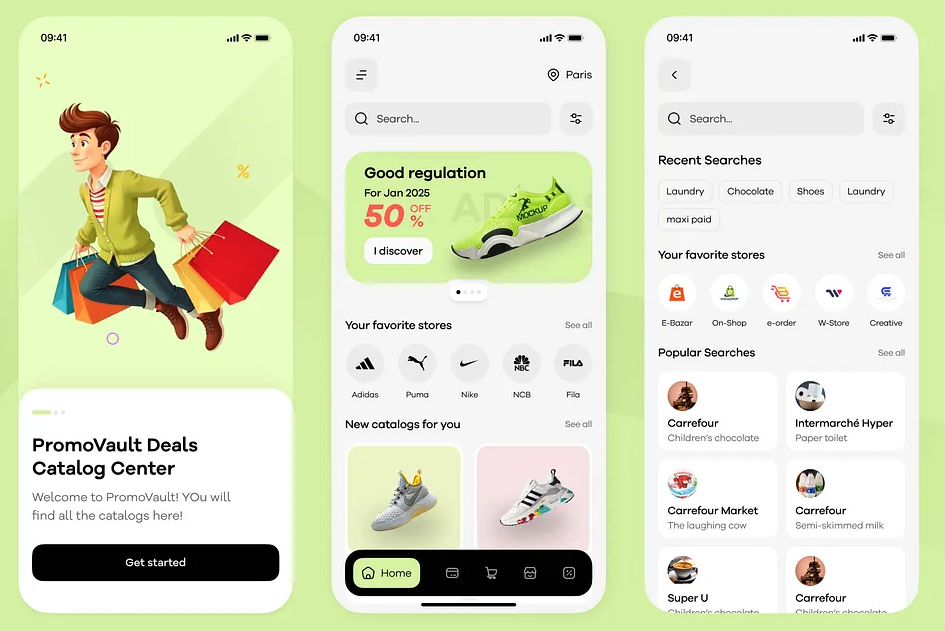 09:41
%
PromoVault Deals
Catalog Center
Welcome to PromoVault! YOu will
find all the catalogs here!
Get started
09:41
Paris
Search...
Good regulation
For Jan 2025
50 OFF
%
MOCKUP
I discover
Your favorite stores
See all
NBC
FILA
Adidas
Puma
Nike
NCB
Fila
New catalogs for you
See all
Home
09:41
Search...
Recent Searches
Laundry
Chocolate
Shoes
Laundry
maxi paid
Your favorite stores
See all
E-Bazar
On-Shop
e-order
W-Store
Creative
Popular Searches
See all
Carrefour
Children's chocolate
Intermarché Hyper
Paper toilet
Carrefour Market
The laughing cow
Carrefour
Semi-skimmed milk
Super U
Children's chocolate
Carrefour
Children's chocolate